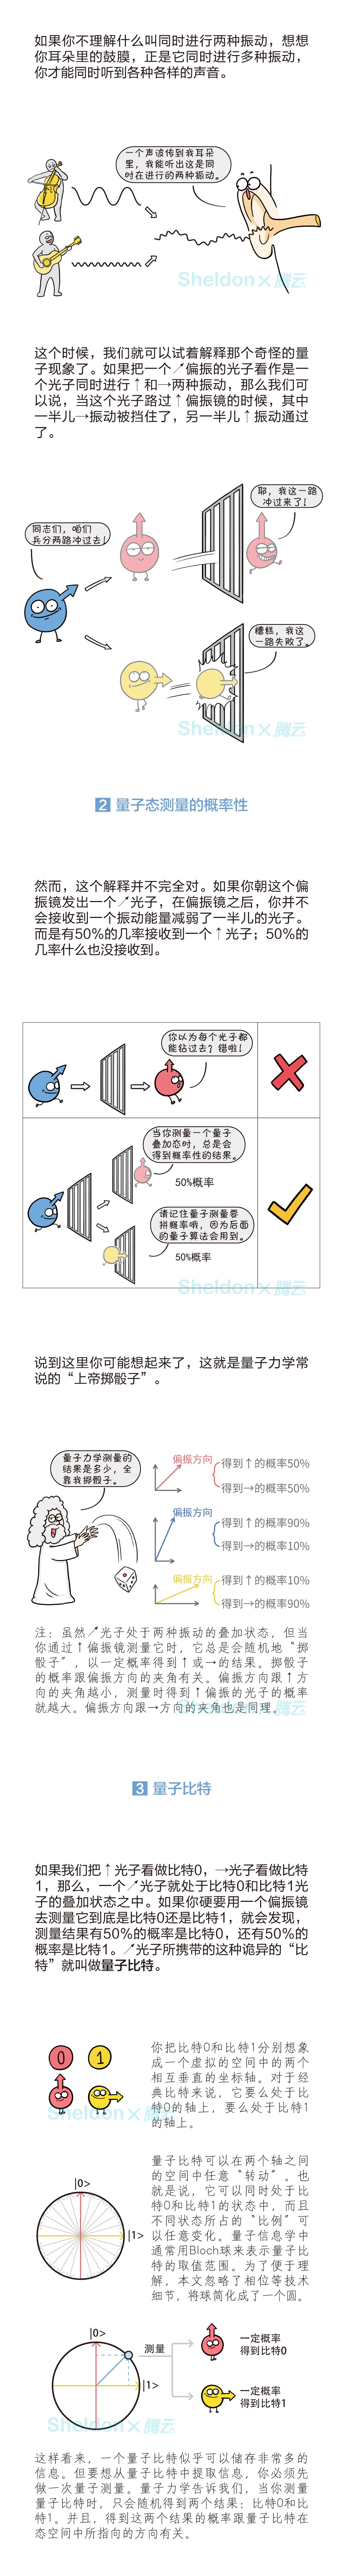 如果你不理解什么叫同时进行两种振动，想想
你耳朵里的鼓膜，正是它同时进行多种振动，
你才能同时听到各种各样的声音。
一个声波传到我耳朵
里，我能听出这是同
时在进行的两种振动。
Sheldon×腾云
这个时候，我们就可以试着解释那个奇怪的量
子现象了。如果把一个↗偏振的光子看作是一
个光子同时进行↑和→两种振动，那么我们可
以说，当这个光子路过↑偏振镜的时候，其中
一半儿→振动被挡住了，另一半儿↑振动通过
了。
耶，我这一路
冲过来了！
同志们，咱们
兵分两路冲过去！
糟糕，我这
一路失败了。
Sheldon×腾云
2 量子态测量的概率性
然而，这个解释并不完全对。如果你朝这个偏
振镜发出一个↗光子，在偏振镜之后，你并不
会接收到一个振动能量减弱了一半儿的光子。
而是有50%的几率接收到一个↑光子；50%的
几率什么也没接收到。
你以为每个光子都
能钻过去？错啦！
当你测量一个量子
叠加态时，总是会
得到概率性的结果。
50%概率
请记住量子测量要
拼概率哦，因为后面
的量子算法会用到。
50%概率
Sheldon×腾云
说到这里你可能想起来了，这就是量子力学常
说的“上帝掷骰子”。
量子力学测量的
结果是多少，全
靠我掷骰子。
偏振方向
得到↑的概率50%
得到→的概率50%
偏振方向
得到↑的概率90%
得到→的概率10%
偏振方向
得到↑的概率10%
得到→的概率90%
注：虽然↗光子处于两种振动的叠加状态，但当
你通过↑偏振镜测量它时，它总是会随机地“掷
骰子”，以一定概率得到↑或→的结果。掷骰子
的概率跟偏振方向的夹角有关。偏振方向跟↑方
向的夹角越小，测量时得到↑偏振的光子的概率
就越大。偏振方向跟→方向的夹角也是同理。
Sheldon×腾云
3 量子比特
如果我们把↑光子看做比特0，→光子看做比特
1，那么，一个↗光子就处于比特0和比特1光
子的叠加状态之中。如果你硬要用一个偏振镜
去测量它到底是比特0还是比特1，就会发现，
测量结果有50%的概率是比特0，还有50%的
概率是比特1。↗光子所携带的这种诡异的“比
特”就叫做量子比特。
0 1
你把比特0和比特1分别想象
成一个虚拟的空间中的两个
相互垂直的坐标轴。对于经
典比特来说，它要么处于比
特0的轴上，要么处于比特1
的轴上。
Sheldon×腾云
量子比特可以在两个轴之间
的空间中任意“转动”。也
就是说，它可以同时处于比
特0和比特1的状态中，而且
不同状态所占的“比例”可
以任意变化。量子信息学中
通常用Bloch球来表示量子比
特的取值范围。为了便于理
解，本文忽略了相位等技术
细节，将球简化成了一个圆。
|0>
|1>
|0>
|1>
测量
一定概率
得到比特0
一定概率
得到比特1
Sheldon×腾云
这样看来，一个量子比特似乎可以储存非常多的
信息。但要想从量子比特中提取信息，你必须先
做一次量子测量。量子力学告诉我们，当你测量
量子比特时，只会随机得到两个结果：比特0和比
特1。并且，得到这两个结果的概率跟量子比特在
态空间中所指向的方向有关。